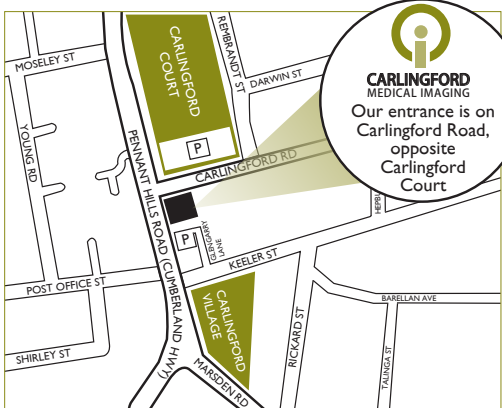 MOSELEY ST
YOUNG RD
CARLINGFORD
COURT
P
REMBRANDT ST
DARWIN ST
CARLINGFORD
MEDICAL IMAGING
Our entrance is on
Carlingford Road,
opposite
Carlingford
Court
CARLINGFORD RD
PENNANT HILLS ROAD (CUMBERLAND HWY)
P
GLENGARRY
LANE
KEELER ST
POST OFFICE ST
CARLINGFORD
VILLAGE
SHIRLEY ST
MARSDEN RD
RICKARD ST
BARELLAN AVE
TALINGA ST